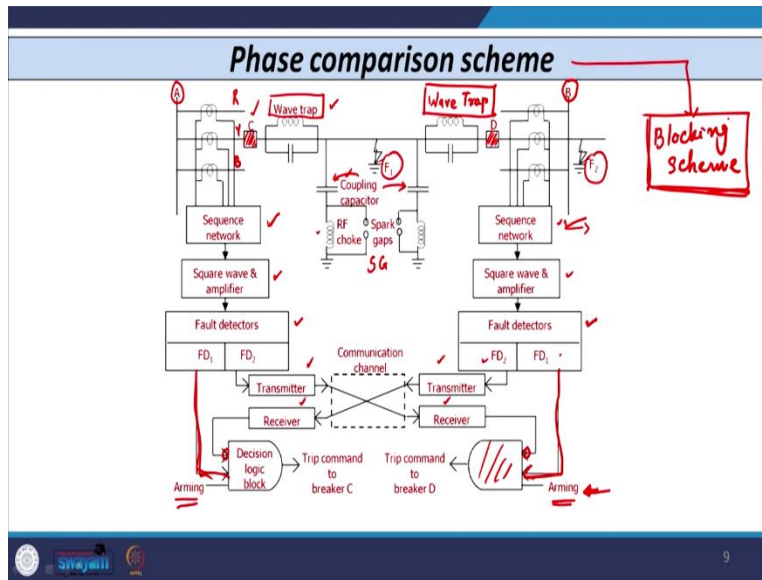 Phase comparison scheme
A
B
R
Y
B
C
Wave trap
Wave Trap
D
F1
F2
Blocking
scheme
Coupling
capacitor
RF
choke
Spark
gaps
SG
Sequence
network
Sequence
network
Square wave &
amplifier
Square wave &
amplifier
Fault detectors
FD1 FD2
Fault detectors
FD2 FD1
Communication
channel
Transmitter
Transmitter
Receiver
Receiver
Decision
logic
block
Trip command
to
breaker C
Trip command
to
breaker D
Arming
Arming
swayam
9